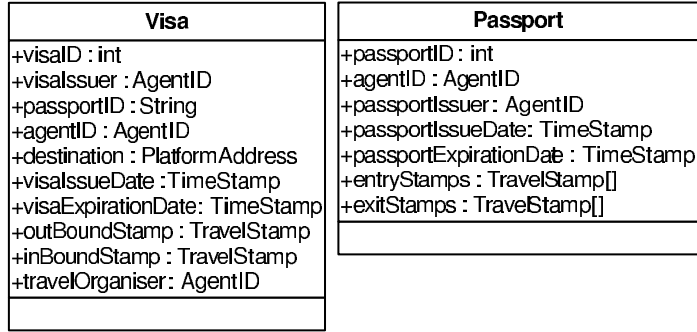 Visa
+visaID : int
+visaIssuer : AgentID
+passportID : String
+agentID : AgentID
+destination : PlatformAddress
+visaIssueDate : TimeStamp
+visaExpirationDate: TimeStamp
+outBoundStamp : TravelStamp
+inBoundStamp : TravelStamp
+travelOrganiser : AgentID
Passport
+passportID : int
+agentID : AgentID
+passportIssuer : AgentID
+passportIssueDate: TimeStamp
+passportExpirationDate : TimeStamp
+entryStamps : TravelStamp[]
+exitStamps : TravelStamp[]